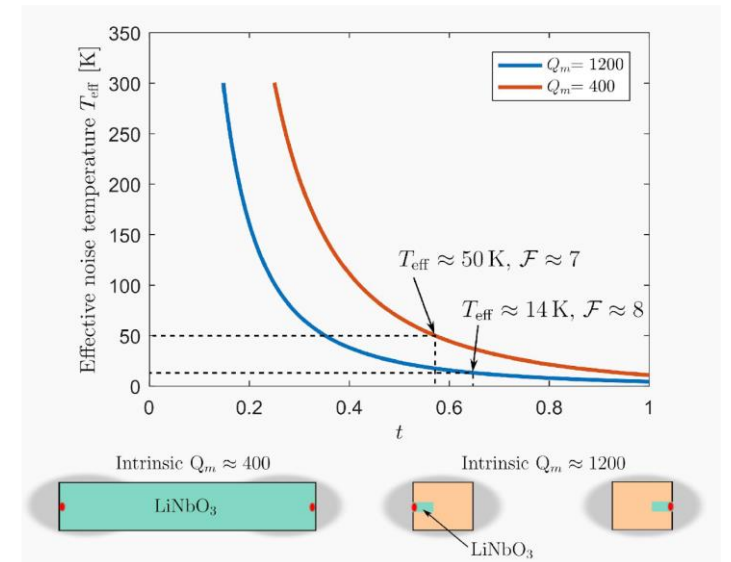 350
300
250
200
150
100
50
0
Effective noise temperature T_eff [K]
Q_m= 1200
Q_m= 400
T_eff ≈ 50 K, ℱ ≈ 7
T_eff ≈ 14 K, ℱ ≈ 8
0 0.2 0.4 0.6 0.8 1
t
Intrinsic Q_m ≈ 400 Intrinsic Q_m ≈ 1200
LiNbO₃
LiNbO₃